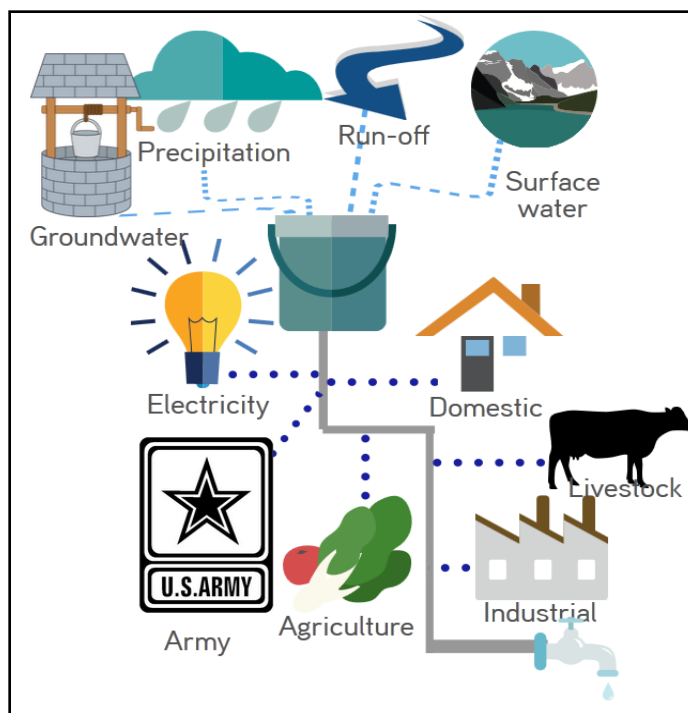 Precipitation
Run-off
Surface
water
Groundwater
Electricity
Domestic
Livestock
U.S.ARMY
Industrial
Agriculture
Army